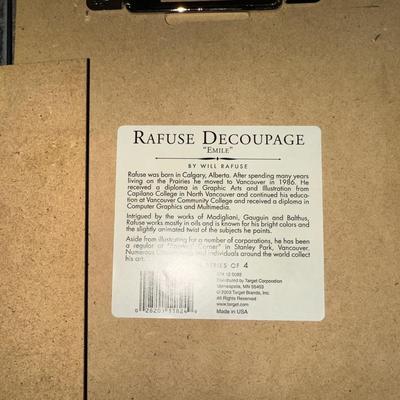 RAFUSE DECOUPAGE
"EMILE"
BY WILL RAFUSE
Rafuse was born in Calgary, Alberta. After spending many years
living on the Prairies he moved to Vancouver in 1986. He
received a diploma in Graphic Arts and Illustration from
Capilano College in North Vancouver and continued his educa-
tion at Vancouver Community College and received a diploma in
Computer Graphics and Multimedia.
Intrigued by the works of Modigliani, Gauguin and Balthus,
Rafuse works mostly in oils and is known for his bright colors and
the slightly animated twist of the subjects he paints.
Aside from illustrating for a number of corporations, he has been
a regular at Corner" in Stanley Park, Vancouver.
Numerous and individuals around the world collect
his art.
SERIES OF 4
Distributed by Target Corporation
Minneapolis, MN 55403
© 2003 Target Brands, Inc.
All Rights Reserved
www.target.com
Made in USA